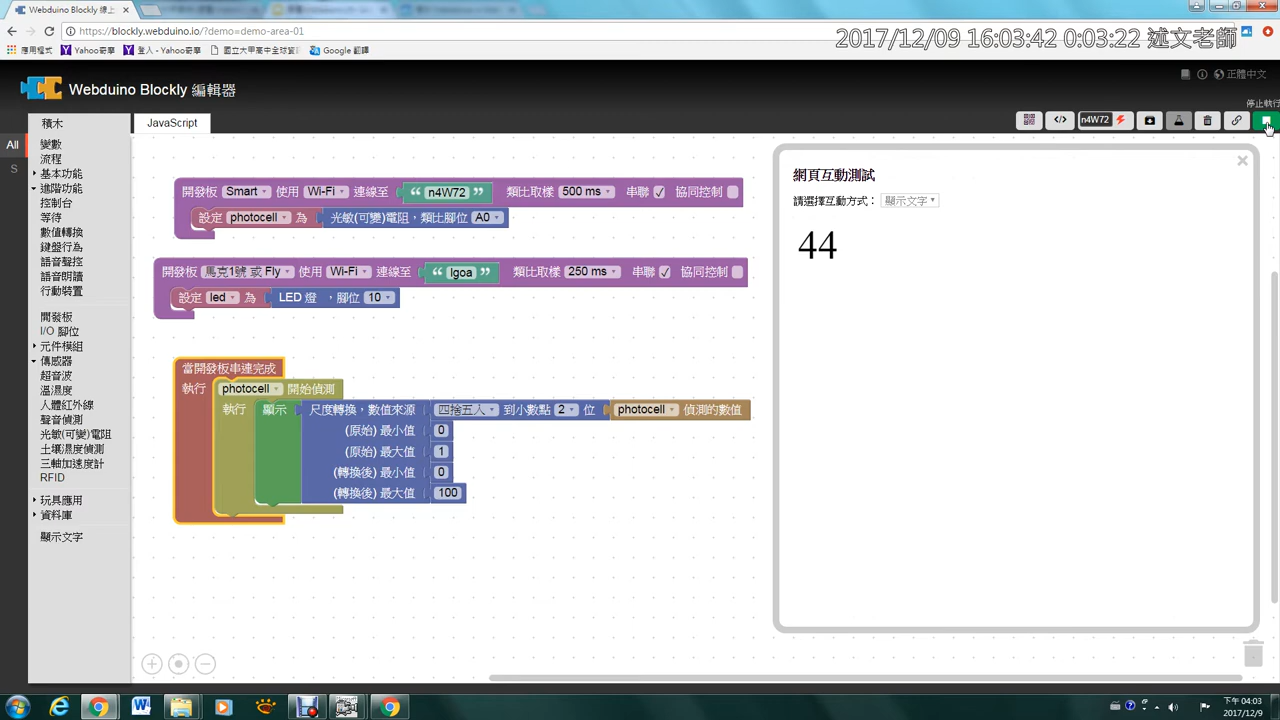 Webduino Blockly 線上
https://blockly.webduino.io/?demo=demo-area-01
應用程式 Yahoo奇摩 登入 - Yahoo奇摩 國立大甲高中全球資訊 Google 翻譯
2017/12/09 16:03:42 0:03:22 述文老師
Webduino Blockly 編輯器
正體中文
停止執行
積木
JavaScript
n4W72
All
S
變數
流程
基本功能
進階功能
控制台
等待
數值轉換
鍵盤行為
語音聲控
語音朗讀
行動裝置
開發板
I/O 腳位
元件模組
傳感器
超音波
溫濕度
人體紅外線
聲音偵測
光敏(可變)電阻
土壤濕度偵測
三軸加速度計
RFID
玩具應用
資料庫
顯示文字
開發板 Smart 使用 Wi-Fi 連線至 “ n4W72 ” 類比取樣 500 ms 串聯 協同控制
設定 photocell 為 光敏(可變)電阻，類比腳位 A0
開發板 馬克1號 或 Fly 使用 Wi-Fi 連線至 “ lgoa ” 類比取樣 250 ms 串聯 協同控制
設定 led 為 LED 燈 ，腳位 10
當開發板串連完成
執行 photocell 開始偵測
執行 顯示 尺度轉換，數值來源 四捨五入 到小數點 2 位 photocell 偵測的數值
(原始) 最小值 0
(原始) 最大值 1
(轉換後) 最小值 0
(轉換後) 最大值 100
網頁互動測試
請選擇互動方式： 顯示文字
44
下午 04:03
2017/12/9